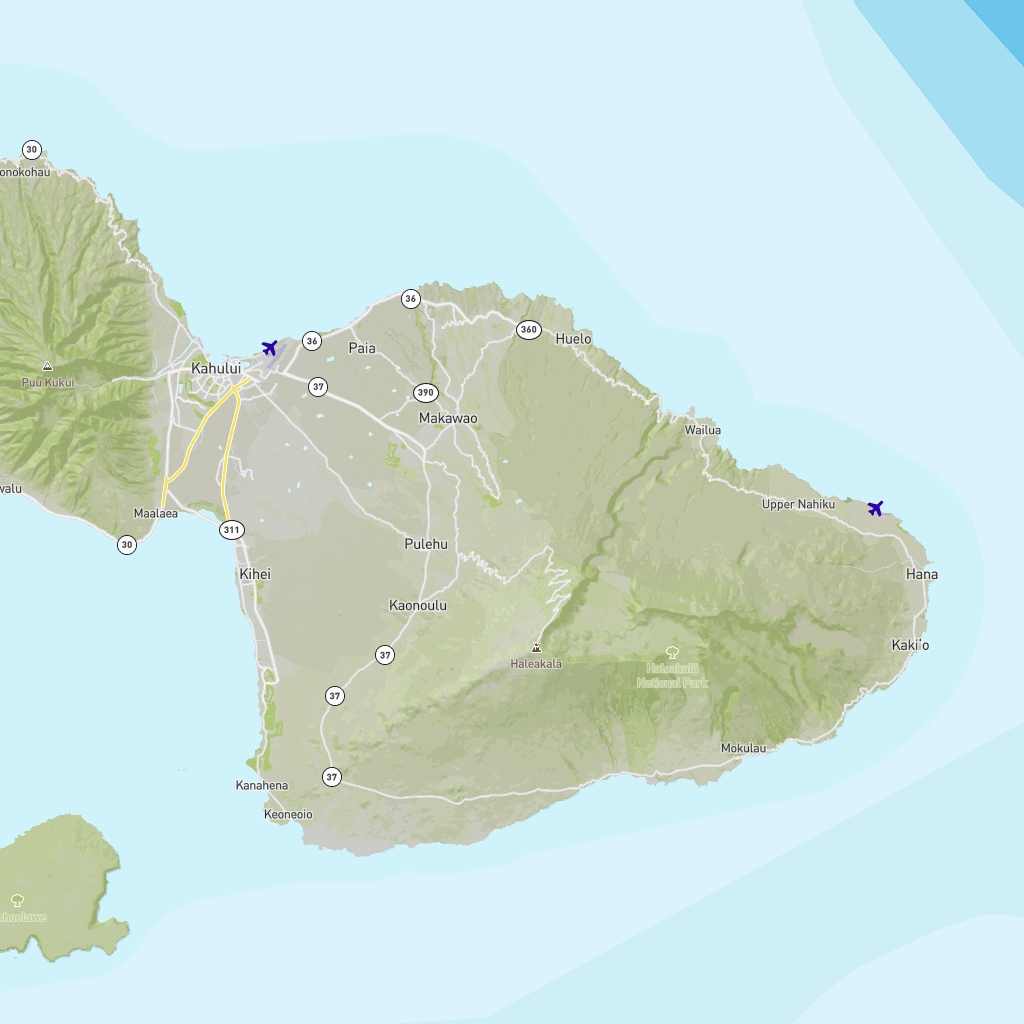 30
onokohau
36
36
360
Huelo
Paia
Kahului
Puu Kukui
37
390
Makawao
Wailua
walu
Maalaea
Upper Nahiku
30
311
Pulehu
Kihei
Hana
Kaonoulu
Kaki'o
37
Haleakalā
Haleakalā
National Park
37
Mokulau
37
Kanahena
Keoneoio
ahoolawe